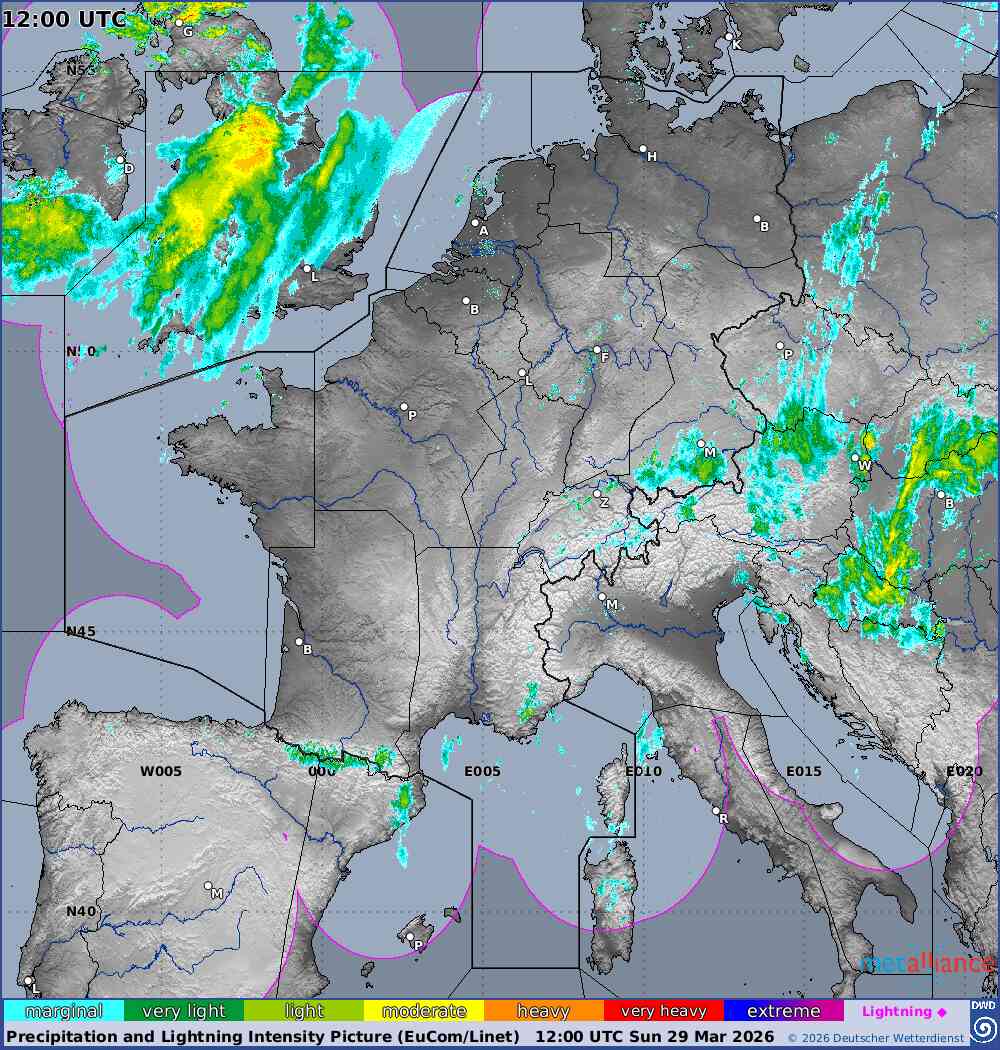 12:00 UTC
G
K
N55
H
D
B
A
L
B
N50
P
F
L
P
M
W
Z
B
M
N45
B
W005
000
E005
E010
E015
E020
R
M
N40
P
metalliance
L
marginal very light light moderate heavy very heavy extreme Lightning ◆ DWD
Precipitation and Lightning Intensity Picture (EuCom/Linet) 12:00 UTC Sun 29 Mar 2026 © 2026 Deutscher Wetterdienst